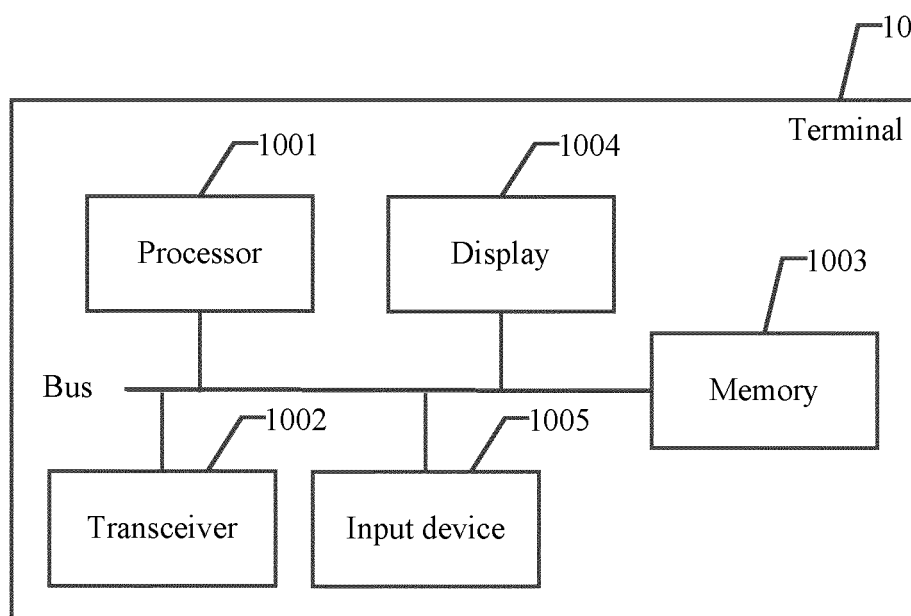 10
Terminal
1001
1004
Processor
Display
1003
Bus
Memory
1002
1005
Transceiver
Input device